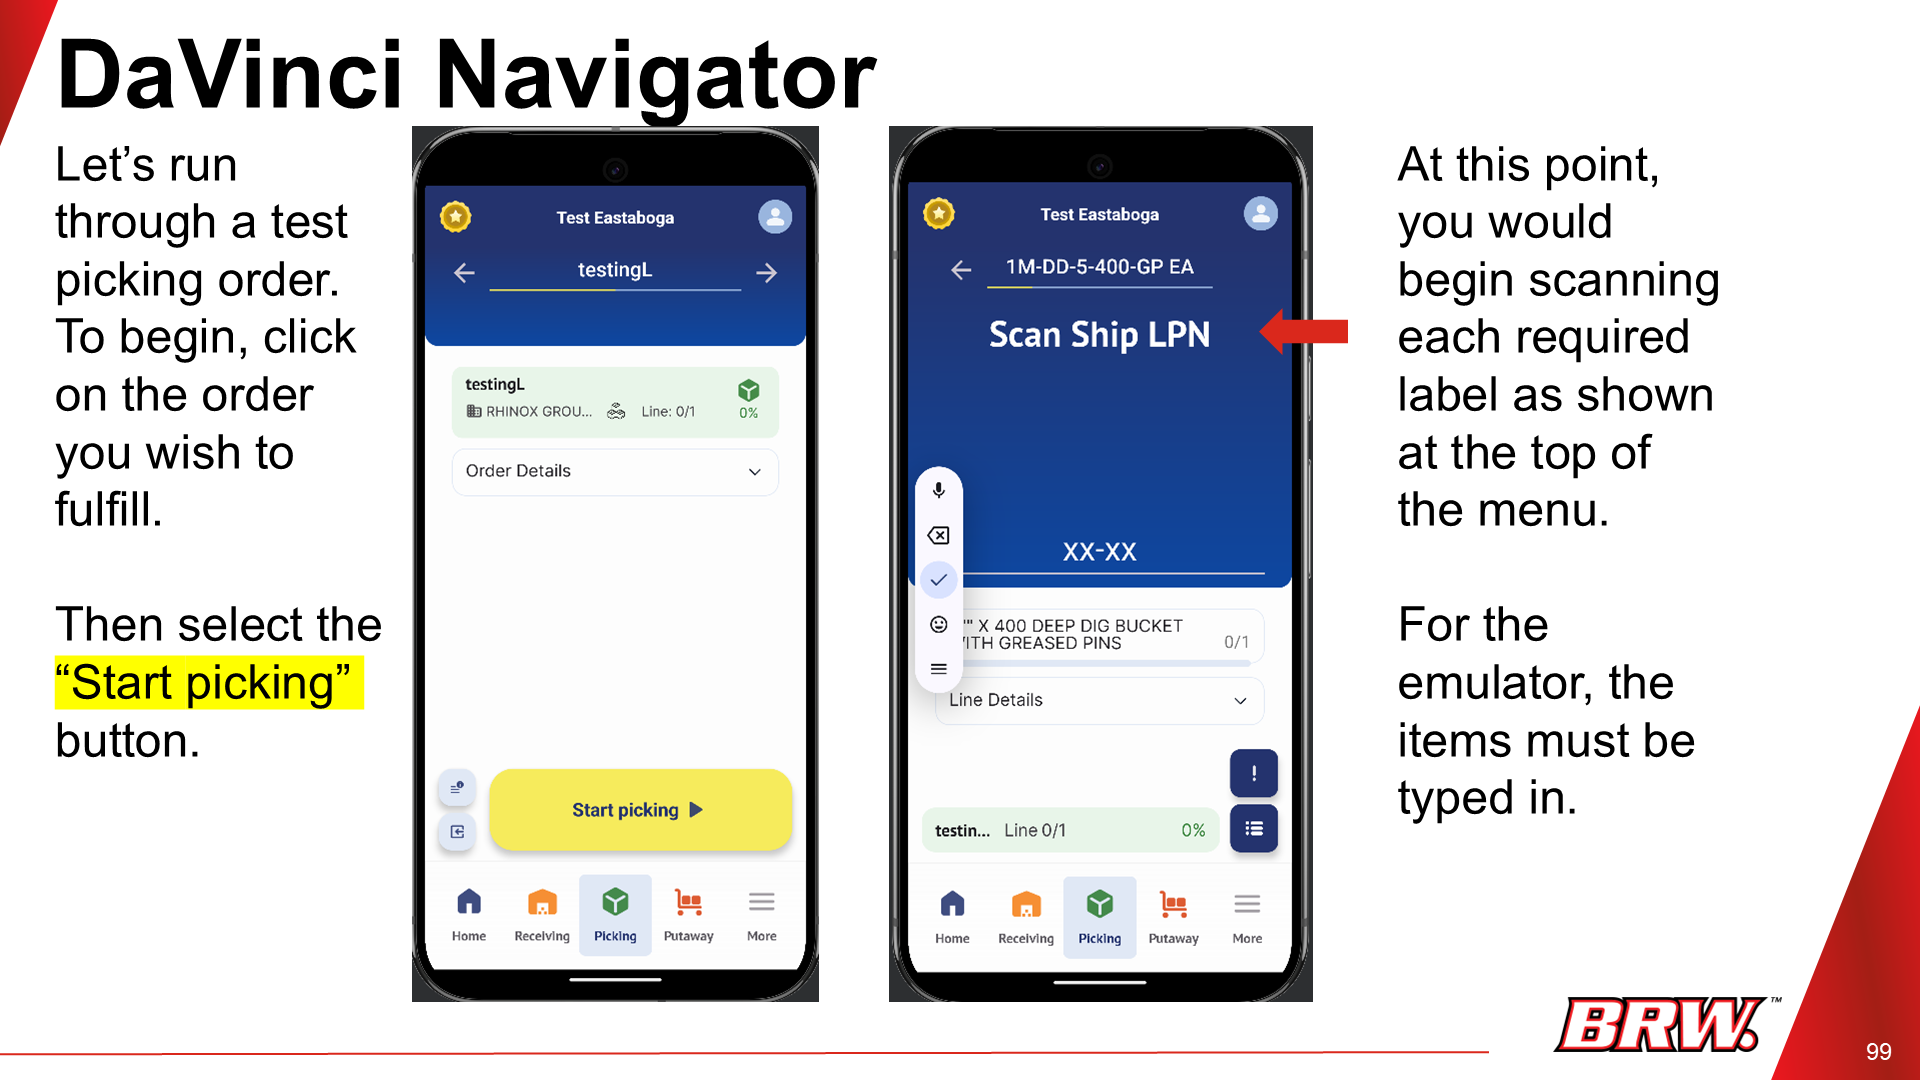 DaVinci Navigator
Let’s run
through a test
picking order.
To begin, click
on the order
you wish to
fulfill.
Then select the
“Start picking”
button.
Test Eastaboga
testingL
testingL
RHINOX GROU...
Line: 0/1
0%
Order Details
Start picking
Home
Receiving
Picking
Putaway
More
Test Eastaboga
1M-DD-5-400-GP EA
Scan Ship LPN
XX-XX
" X 400 DEEP DIG BUCKET
ITH GREASED PINS
0/1
Line Details
testin...
Line 0/1
0%
Home
Receiving
Picking
Putaway
More
At this point,
you would
begin scanning
each required
label as shown
at the top of
the menu.
For the
emulator, the
items must be
typed in.
BRW.™
99